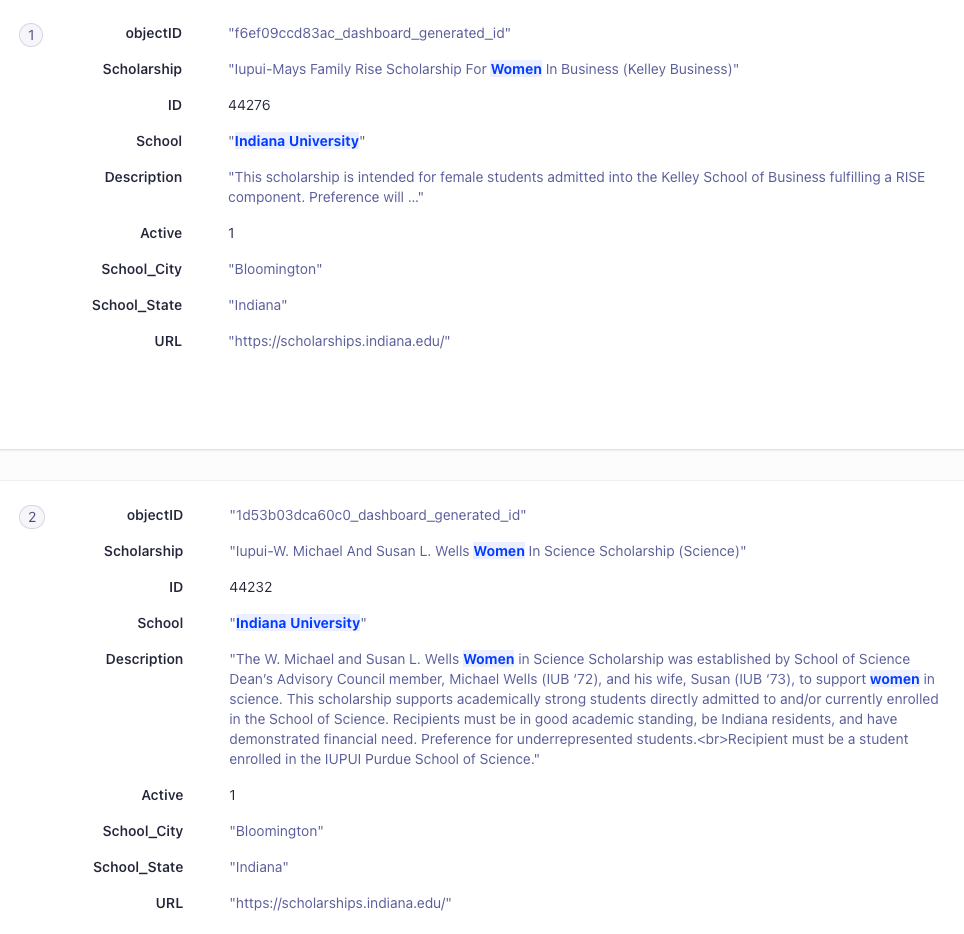 1
objectID "f6ef09ccd83ac_dashboard_generated_id"
Scholarship "Iupui-Mays Family Rise Scholarship For Women In Business (Kelley Business)"
ID 44276
School "Indiana University"
Description "This scholarship is intended for female students admitted into the Kelley School of Business fulfilling a RISE
component. Preference will ..."
Active 1
School_City "Bloomington"
School_State "Indiana"
URL "https://scholarships.indiana.edu/"
2
objectID "1d53b03dca60c0_dashboard_generated_id"
Scholarship "Iupui-W. Michael And Susan L. Wells Women In Science Scholarship (Science)"
ID 44232
School "Indiana University"
Description "The W. Michael and Susan L. Wells Women in Science Scholarship was established by School of Science
Dean’s Advisory Council member, Michael Wells (IUB ‘72), and his wife, Susan (IUB ‘73), to support women in
science. This scholarship supports academically strong students directly admitted to and/or currently enrolled
in the School of Science. Recipients must be in good academic standing, be Indiana residents, and have
demonstrated financial need. Preference for underrepresented students.<br>Recipient must be a student
enrolled in the IUPUI Purdue School of Science."
Active 1
School_City "Bloomington"
School_State "Indiana"
URL "https://scholarships.indiana.edu/"